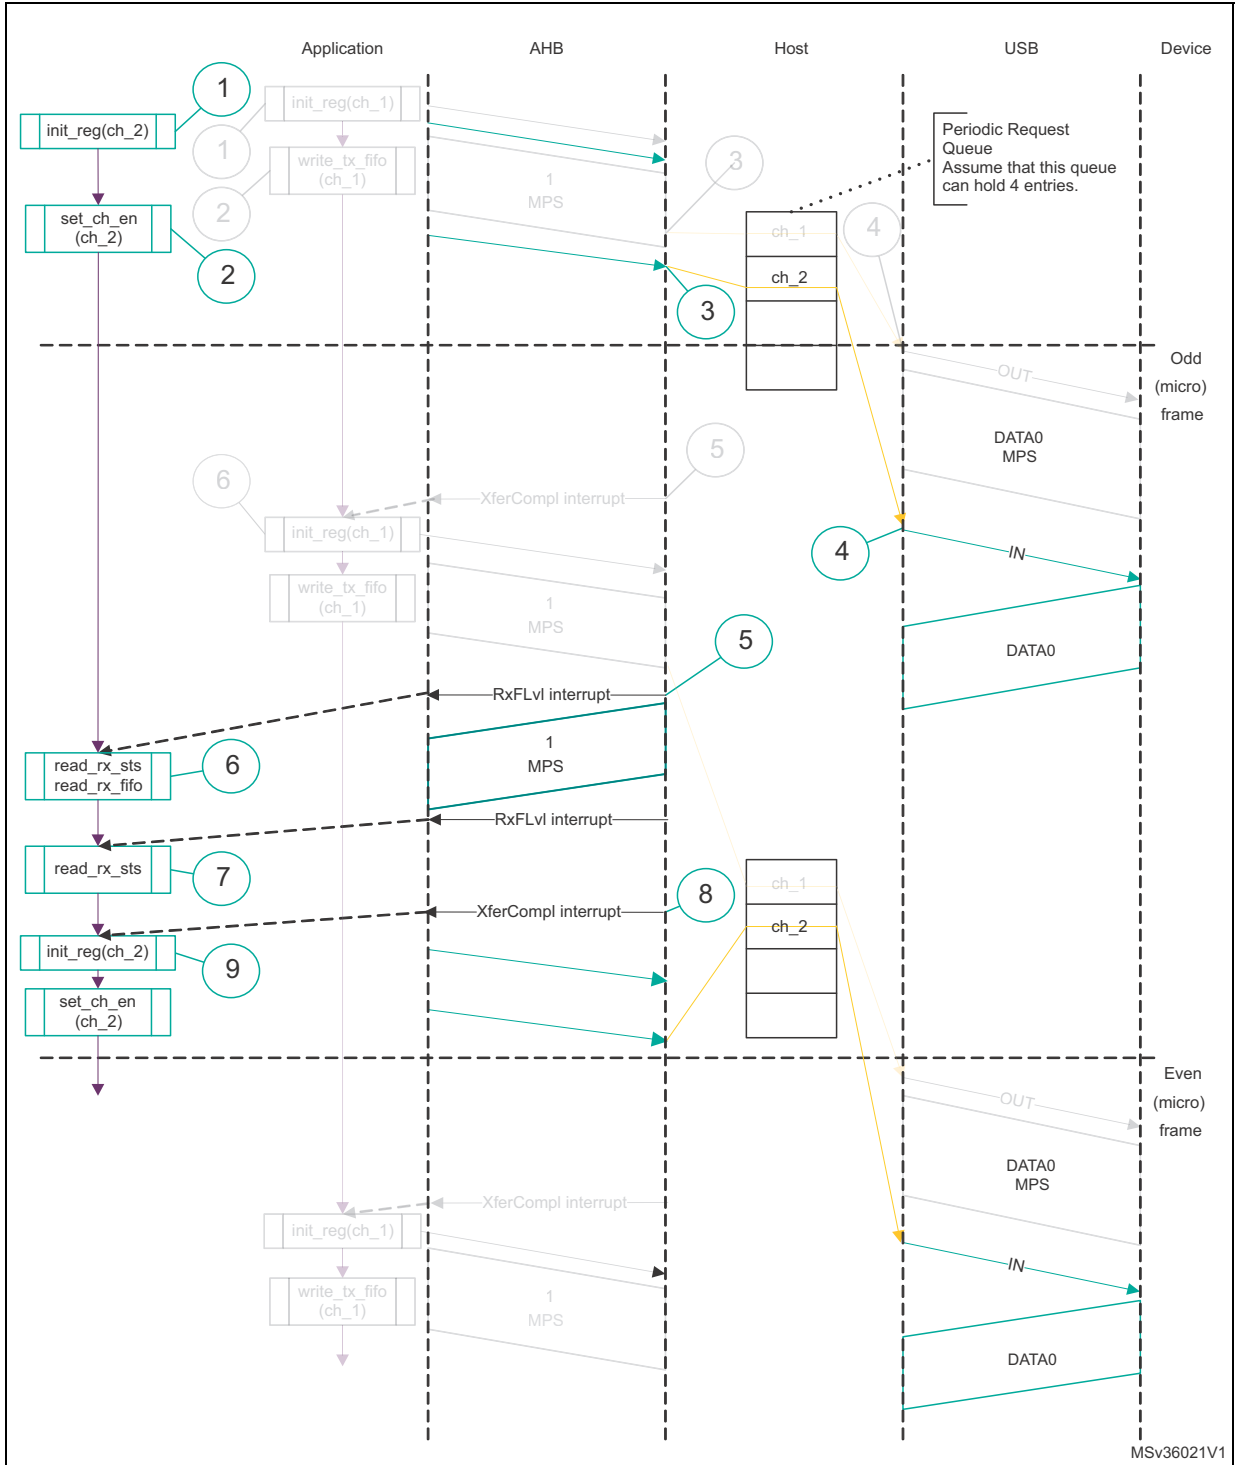 Application
AHB
Host
USB
Device
1
init_reg(ch_1)
init_reg(ch_2)
1
write_tx_fifo
(ch_1)
2
1
MPS
3
Periodic Request
Queue
Assume that this queue
can hold 4 entries.
set_ch_en
(ch_2)
2
ch_1
4
ch_2
3
Odd
(micro)
frame
OUT
DATA0
MPS
5
6
XferCompl interrupt
init_reg(ch_1)
4
IN
write_tx_fifo
(ch_1)
1
MPS
5
DATA0
RxFLvl interrupt
1
MPS
read_rx_sts
read_rx_fifo
6
RxFLvl interrupt
read_rx_sts
7
ch_1
8
XferCompl interrupt
ch_2
init_reg(ch_2)
9
set_ch_en
(ch_2)
Even
(micro)
frame
OUT
DATA0
MPS
XferCompl interrupt
init_reg(ch_1)
IN
write_tx_fifo
(ch_1)
1
MPS
DATA0
MSv36021V1